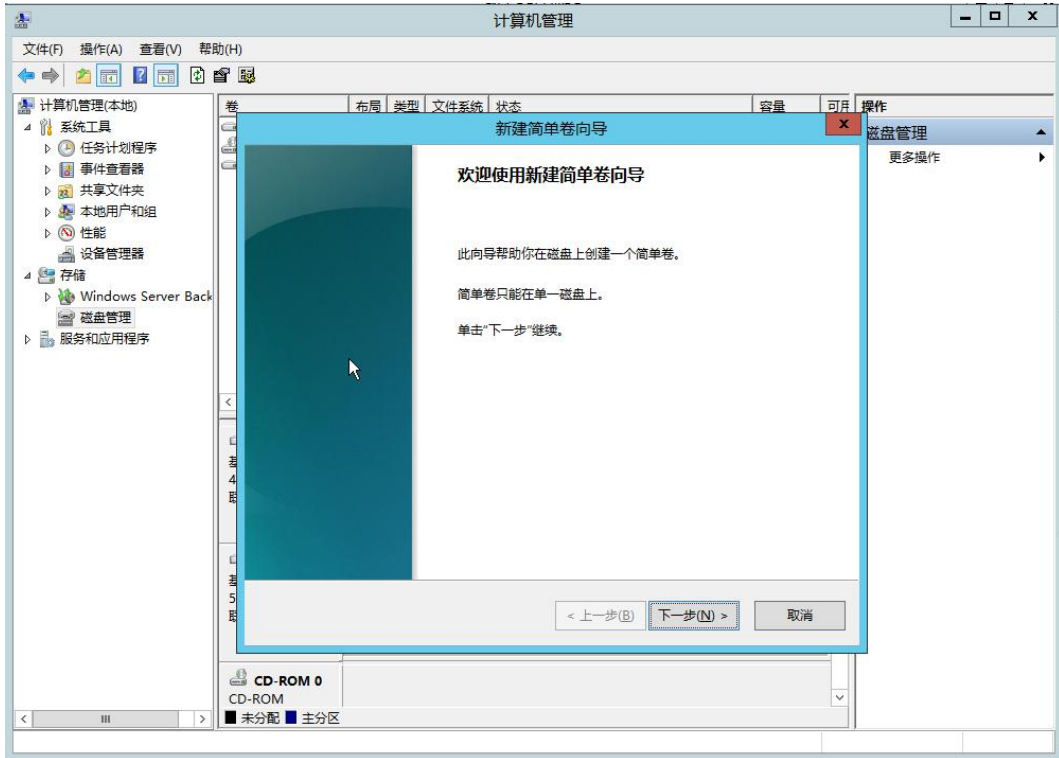 计算机管理
文件(F) 操作(A) 查看(V) 帮助(H)
计算机管理(本地)
系统工具
任务计划程序
事件查看器
共享文件夹
本地用户和组
性能
设备管理器
存储
Windows Server Back
磁盘管理
服务和应用程序
卷 布局 类型 文件系统 状态 容量
操作
磁盘管理
更多操作
新建简单卷向导
欢迎使用新建简单卷向导
此向导帮助你在磁盘上创建一个简单卷。
简单卷只能在单一磁盘上。
单击"下一步"继续。
< 上一步(B) 下一步(N) > 取消
CD-ROM 0
CD-ROM
未分配 主分区